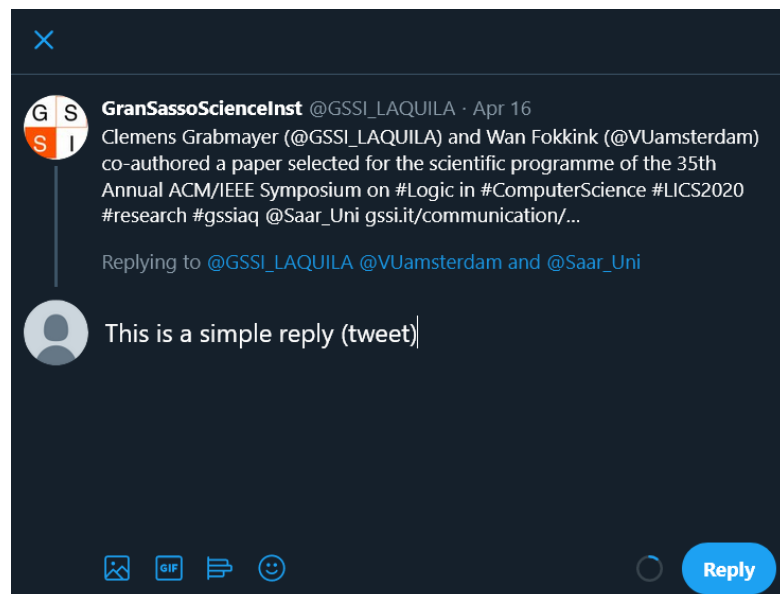 GS
SI
GranSassoScienceInst @GSSI_LAQUILA · Apr 16
Clemens Grabmayer (@GSSI_LAQUILA) and Wan Fokkink (@VUamsterdam)
co-authored a paper selected for the scientific programme of the 35th
Annual ACM/IEEE Symposium on #Logic in #ComputerScience #LICS2020
#research #gssiaq @Saar_Uni gssi.it/communication/...
Replying to @GSSI_LAQUILA @VUamsterdam and @Saar_Uni
This is a simple reply (tweet)
GIF
Reply